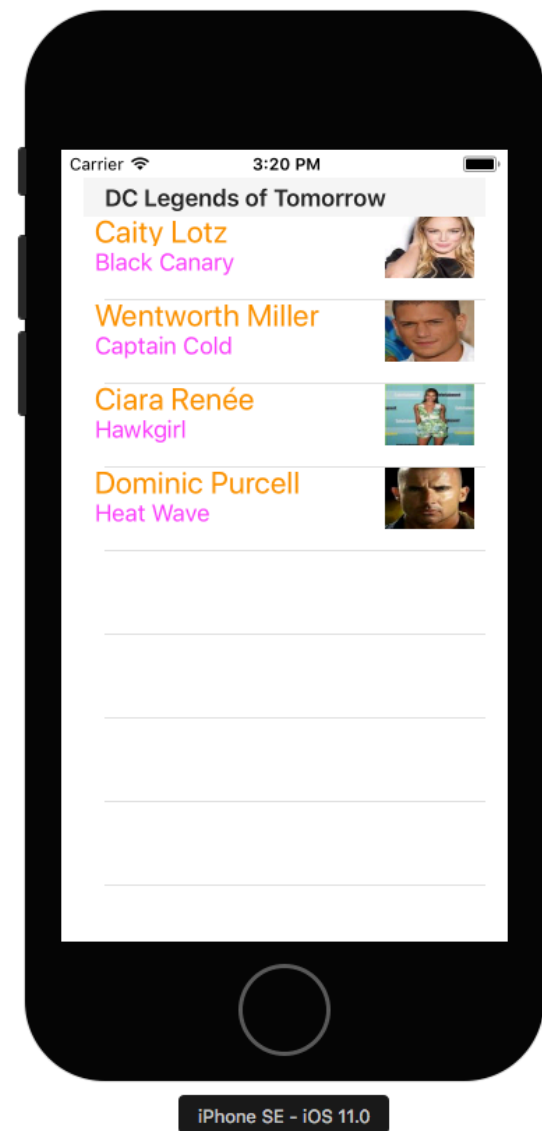 Carrier 3:20 PM
DC Legends of Tomorrow
Caity Lotz
Black Canary
Wentworth Miller
Captain Cold
Ciara Renée
Hawkgirl
Dominic Purcell
Heat Wave
iPhone SE - iOS 11.0